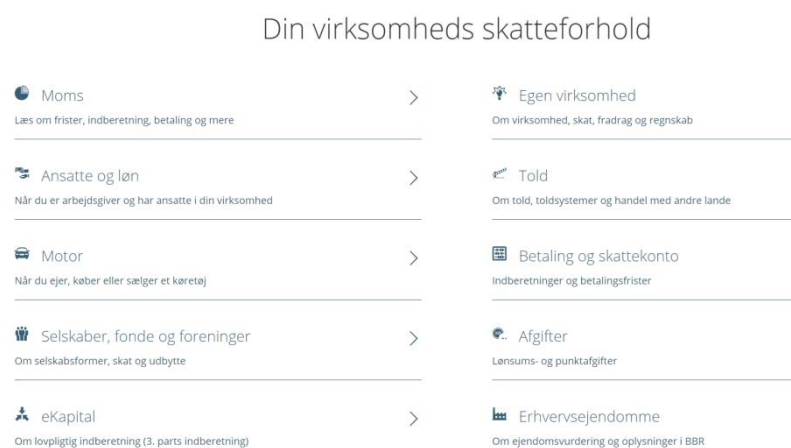 Din virksomheds skatteforhold
Moms
Læs om frister, indberetning, betaling og mere
Ansatte og løn
Når du er arbejdsgiver og har ansatte i din virksomhed
Motor
Når du ejer, køber eller sælger et køretøj
Selskaber, fonde og foreninger
Om selskabsformer, skat og udbytte
eKapital
Om lovpligtig indberetning (3. parts indberetning)
Egen virksomhed
Om virksomhed, skat, fradrag og regnskab
Told
Om told, toldsystemer og handel med andre lande
Betaling og skattekonto
Indberetninger og betalingsfrister
Afgifter
Lønsums- og punktafgifter
Erhvervsejendomme
Om ejendomsvurdering og oplysninger i BBR